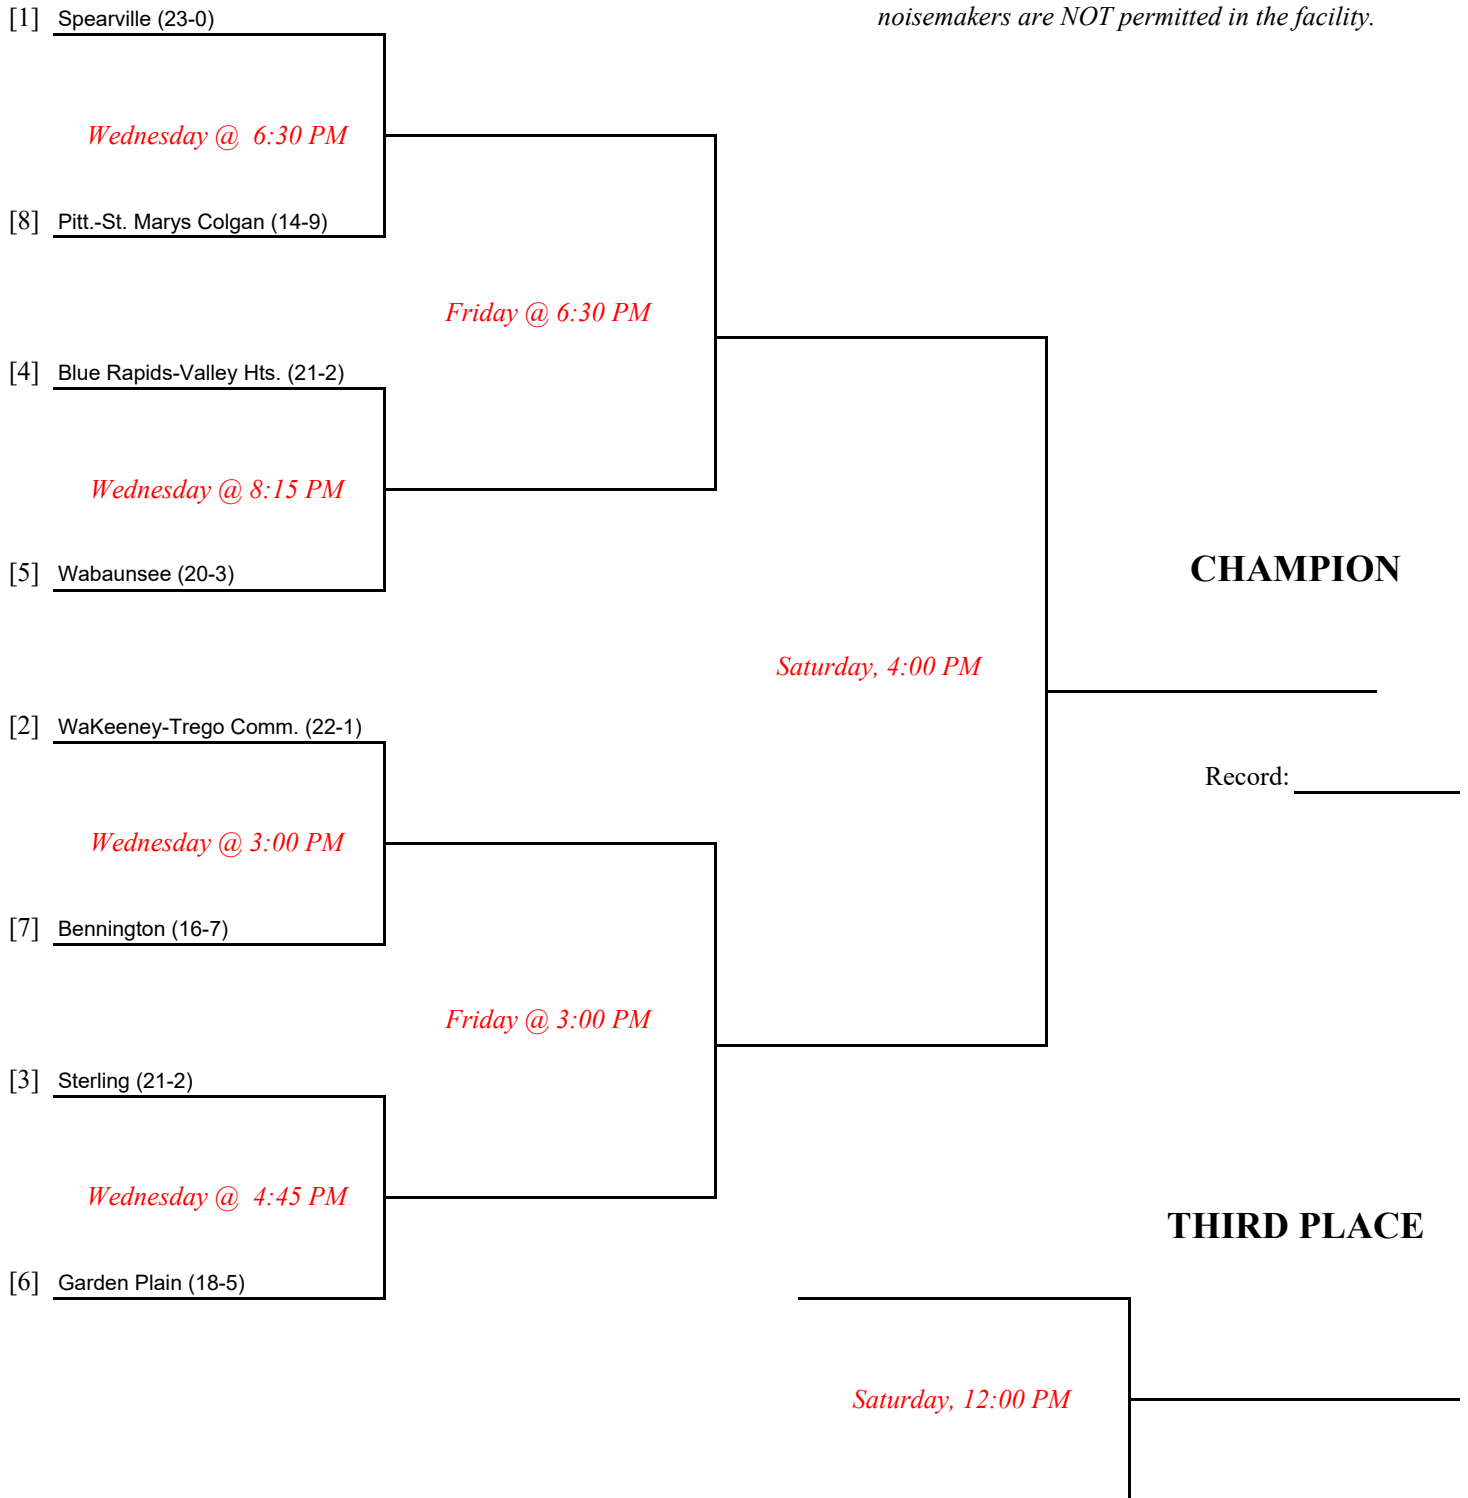 noisemakers are NOT permitted in the facility.
[1] Spearville (23-0)
Wednesday @ 6:30 PM
[8] Pitt.-St. Marys Colgan (14-9)
Friday @ 6:30 PM
[4] Blue Rapids-Valley Hts. (21-2)
Wednesday @ 8:15 PM
[5] Wabaunsee (20-3)
CHAMPION
Saturday, 4:00 PM
[2] WaKeeney-Trego Comm. (22-1)
Record:
Wednesday @ 3:00 PM
[7] Bennington (16-7)
Friday @ 3:00 PM
[3] Sterling (21-2)
Wednesday @ 4:45 PM
THIRD PLACE
[6] Garden Plain (18-5)
Saturday, 12:00 PM